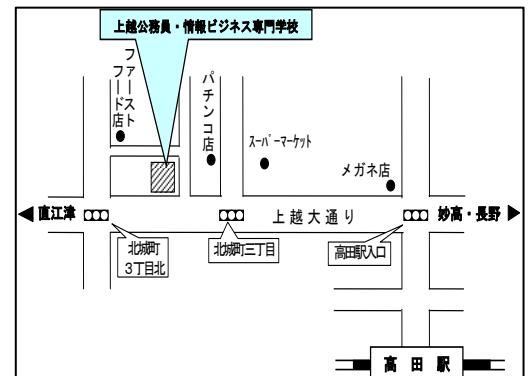 上越公務員・情報ビジネス専門学校
ファースト
フード店
パチンコ店
スーパーマーケット
メガネ店
直江津
上越大通り
妙高・長野
北城町
3丁目北
北城町三丁目
高田駅入口
高田駅